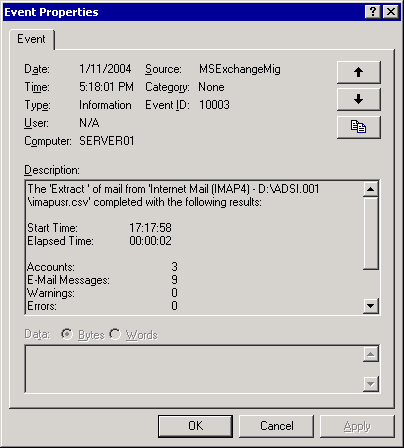 Event Properties
Event
Date: 1/11/2004 Source: MSExchangeMig
Time: 5:18:01 PM Category: None
Type: Information Event ID: 10003
User: N/A
Computer: SERVER01
Description:
The 'Extract ' of mail from 'Internet Mail (IMAP4) - D:\ADSI.001
\imapusr.csv' completed with the following results:
Start Time: 17:17:58
Elapsed Time: 00:00:02
Accounts: 3
E-Mail Messages: 9
Warnings: 0
Errors: 0
Data: Bytes Words
OK Cancel Apply